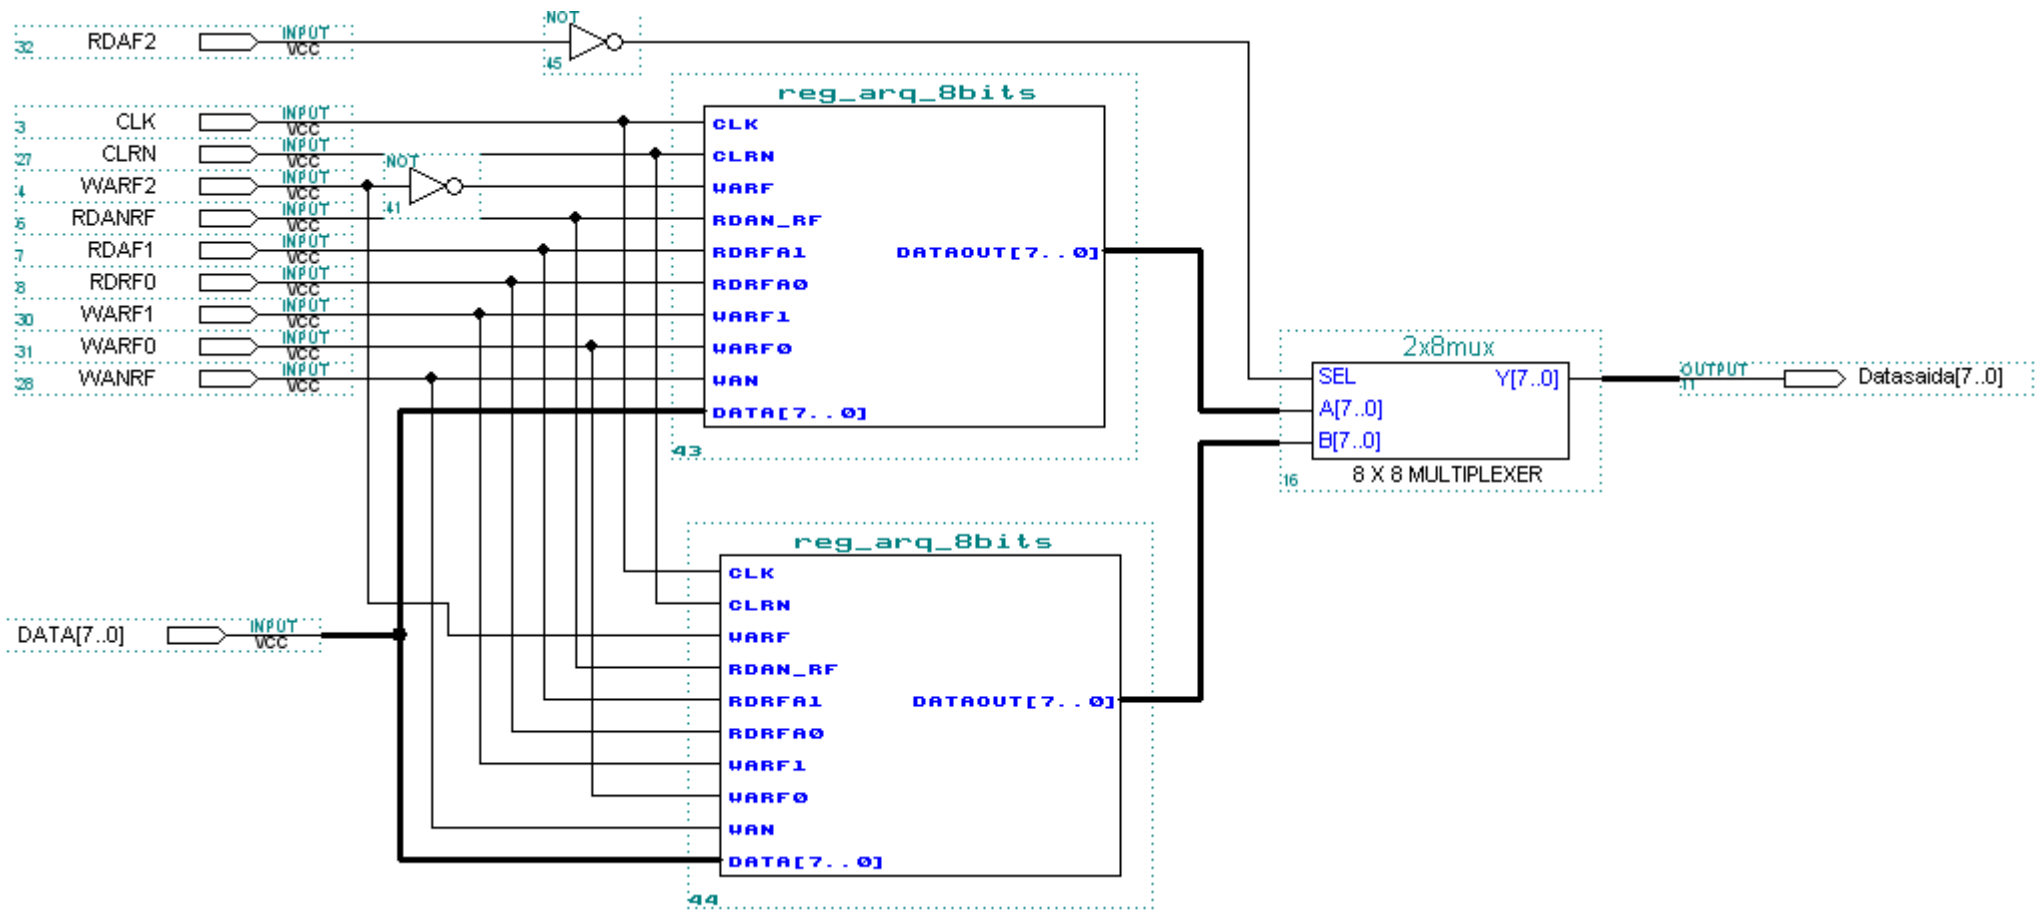 NOT
32 RDAF2 INPUT VCC
45
reg_arq_8bits
3 CLK INPUT VCC CLK
27 CLRN INPUT VCC NOT CLRN
4 WARF2 INPUT VCC WARF
41
6 RDANRF INPUT VCC RDAN_RF
7 RDAF1 INPUT VCC RDRFA1 DATAOUT[7..0]
8 RDRF0 INPUT VCC RDRFA0
30 WARF1 INPUT VCC WARF1
31 WARF0 INPUT VCC WARF0
28 WANRF INPUT VCC WAN
DATA[7..0]
43
2x8mux
SEL Y[7..0]
A[7..0]
B[7..0]
8 X 8 MULTIPLEXER
16
OUTPUT
11
Datasaida[7..0]
reg_arq_8bits
CLK
CLRN
DATA[7..0] INPUT VCC
WARF
RDAN_RF
RDRFA1 DATAOUT[7..0]
RDRFA0
WARF1
WARF0
WAN
DATA[7..0]
44